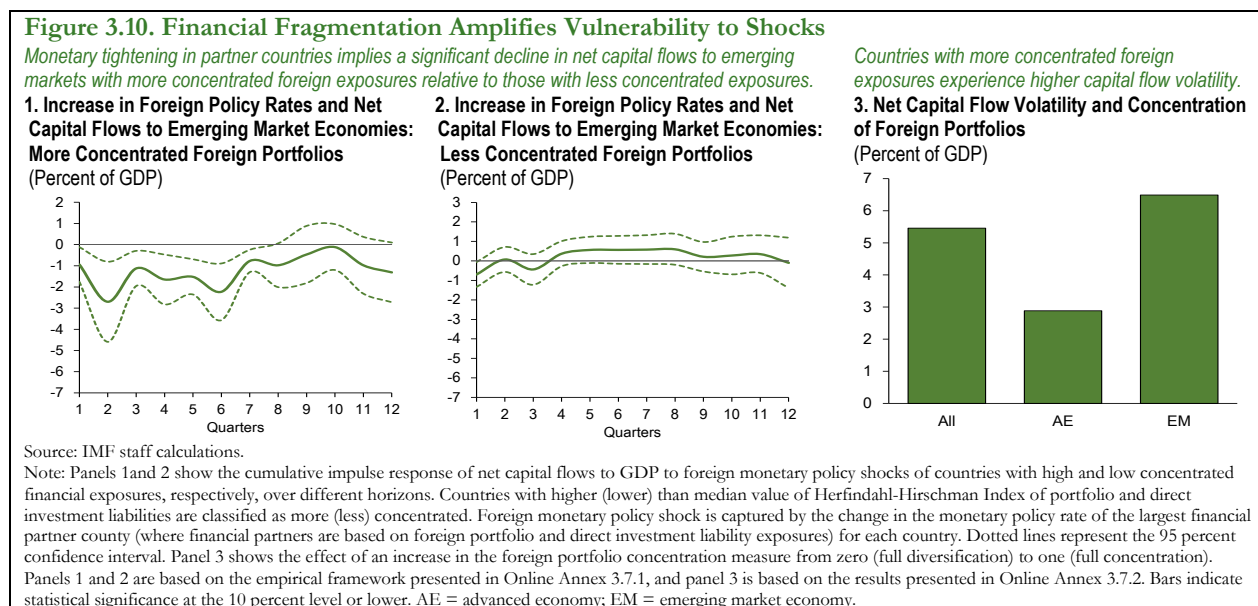 Figure 3.10. Financial Fragmentation Amplifies Vulnerability to Shocks
Monetary tightening in partner countries implies a significant decline in net capital flows to emerging
markets with more concentrated foreign exposures relative to those with less concentrated exposures.
1. Increase in Foreign Policy Rates and Net
Capital Flows to Emerging Market Economies:
More Concentrated Foreign Portfolios
(Percent of GDP)
2
1
0
-1
-2
-3
-4
-5
-6
-7
1 2 3 4 5 6 7 8 9 10 11 12
Quarters
2. Increase in Foreign Policy Rates and Net
Capital Flows to Emerging Market Economies:
Less Concentrated Foreign Portfolios
(Percent of GDP)
3
2
1
0
-1
-2
-3
-4
-5
-6
-7
1 2 3 4 5 6 7 8 9 10 11 12
Quarters
Countries with more concentrated foreign
exposures experience higher capital flow volatility.
3. Net Capital Flow Volatility and Concentration
of Foreign Portfolios
(Percent of GDP)
7
6
5
4
3
2
1
0
All AE EM
Source: IMF staff calculations.
Note: Panels 1and 2 show the cumulative impulse response of net capital flows to GDP to foreign monetary policy shocks of countries with high and low concentrated
financial exposures, respectively, over different horizons. Countries with higher (lower) than median value of Herfindahl-Hirschman Index of portfolio and direct
investment liabilities are classified as more (less) concentrated. Foreign monetary policy shock is captured by the change in the monetary policy rate of the largest financial
partner county (where financial partners are based on foreign portfolio and direct investment liability exposures) for each country. Dotted lines represent the 95 percent
confidence interval. Panel 3 shows the effect of an increase in the foreign portfolio concentration measure from zero (full diversification) to one (full concentration).
Panels 1 and 2 are based on the empirical framework presented in Online Annex 3.7.1, and panel 3 is based on the results presented in Online Annex 3.7.2. Bars indicate
statistical significance at the 10 percent level or lower. AE = advanced economy; EM = emerging market economy.